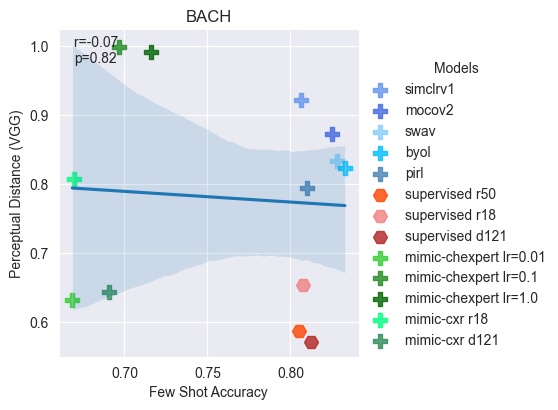 BACH
r=-0.07
p=0.82
1.0
0.9
0.8
0.7
0.6
Perceptual Distance (VGG)
0.70 0.75 0.80
Few Shot Accuracy
Models
simclrv1
mocov2
swav
byol
pirl
supervised r50
supervised r18
supervised d121
mimic-chexpert lr=0.01
mimic-chexpert lr=0.1
mimic-chexpert lr=1.0
mimic-cxr r18
mimic-cxr d121